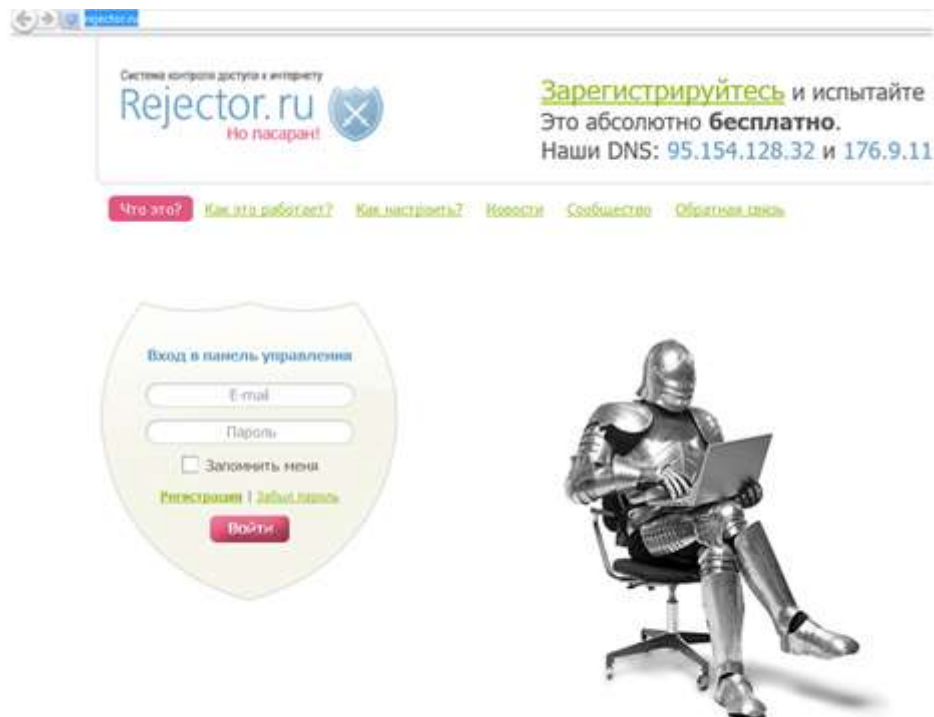 rejector.ru
Система контроля доступа к интернету
Rejector.ru
Но пасаран!
Зарегистрируйтесь и испытайте
Это абсолютно бесплатно.
Наши DNS: 95.154.128.32 и 176.9.11
Что это? Как это работает? Как настроить? Новости Сообщество Обратная связь
Вход в панель управления
E-mail
Пароль
Запомнить меня
Регистрация | Забыл пароль
Войти